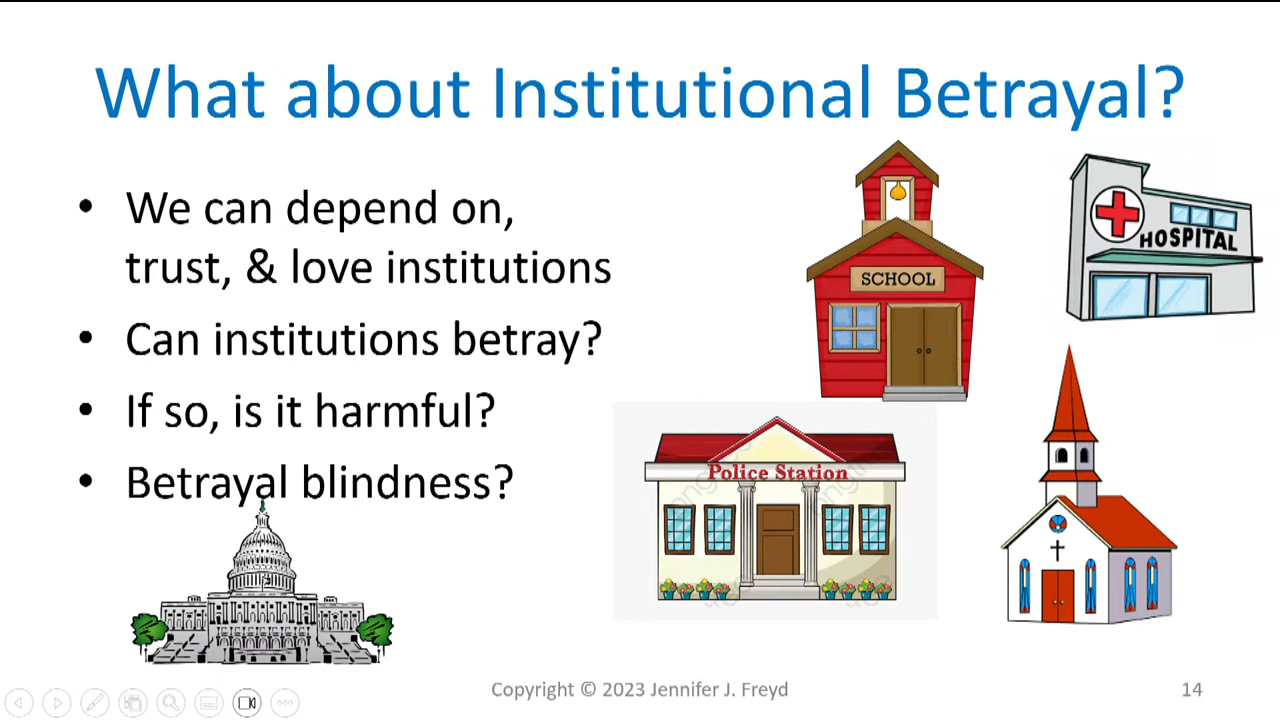 What about Institutional Betrayal?
• We can depend on,
trust, & love institutions
• Can institutions betray?
• If so, is it harmful?
• Betrayal blindness?
SCHOOL
HOSPITAL
Police Station
Copyright © 2023 Jennifer J. Freyd
14